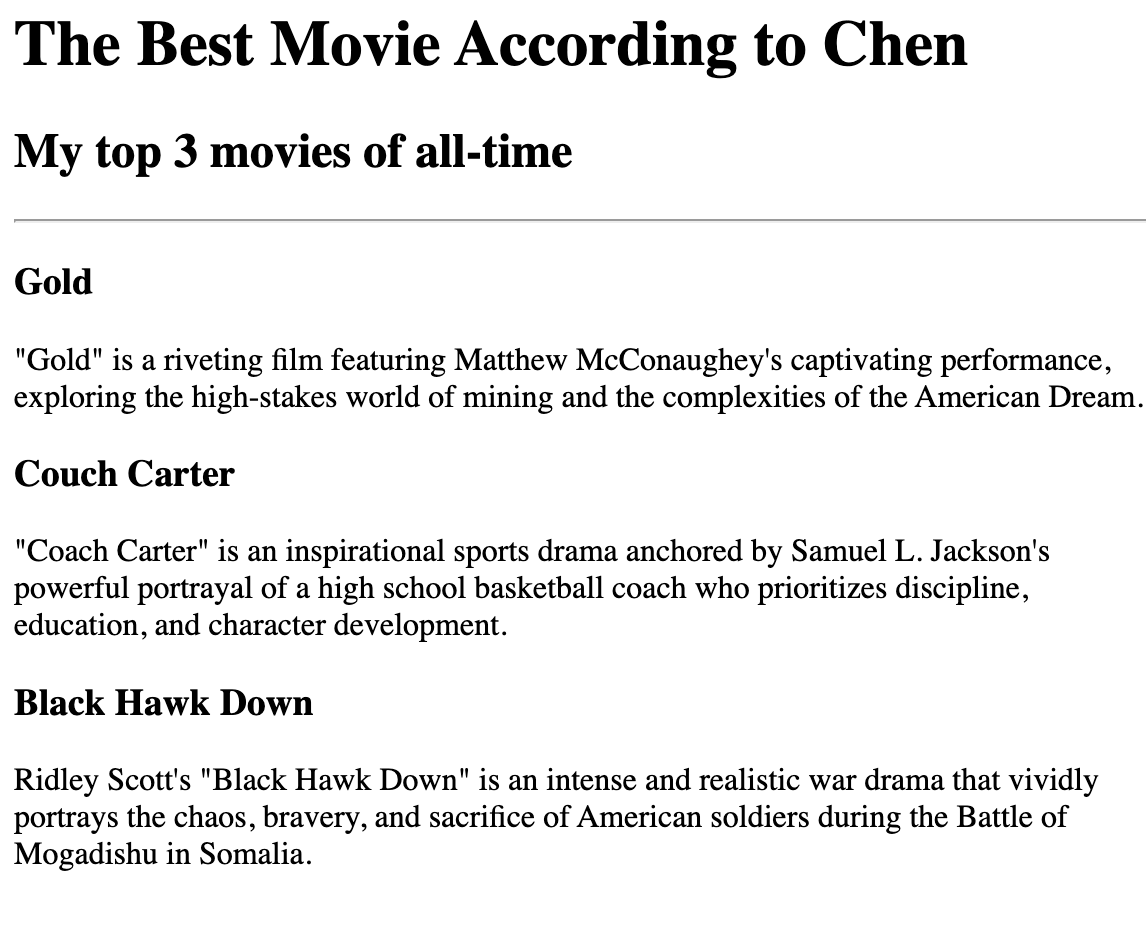 The Best Movie According to Chen
My top 3 movies of all-time
Gold
"Gold" is a riveting film featuring Matthew McConaughey's captivating performance,
exploring the high-stakes world of mining and the complexities of the American Dream.
Couch Carter
"Coach Carter" is an inspirational sports drama anchored by Samuel L. Jackson's
powerful portrayal of a high school basketball coach who prioritizes discipline,
education, and character development.
Black Hawk Down
Ridley Scott's "Black Hawk Down" is an intense and realistic war drama that vividly
portrays the chaos, bravery, and sacrifice of American soldiers during the Battle of
Mogadishu in Somalia.